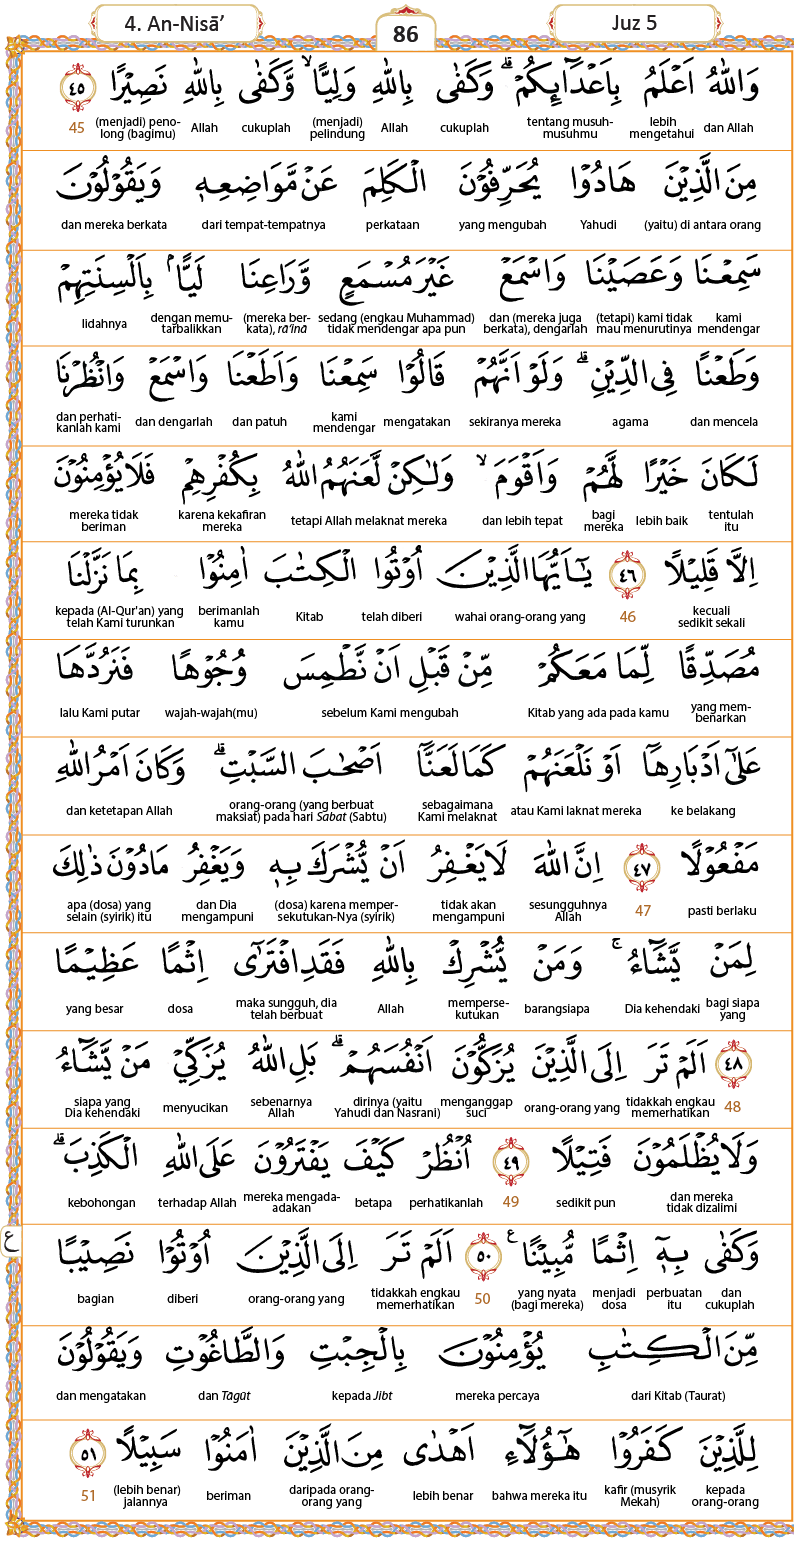 4. An-Nisā’
86
Juz 5
وَاللّٰهُ اَعْلَمُ بِاَعْدَاۤىِٕكُمْ ۗوَكَفٰى بِاللّٰهِ وَلِيًّا ۙوَّكَفٰى بِاللّٰهِ نَصِيْرًا ٤٥
dan Allah lebih mengetahui tentang musuh-musuhmu cukuplah Allah (menjadi) pelindung cukuplah Allah (menjadi) peno-long (bagimu) 45
مِنَ الَّذِيْنَ هَادُوْا يُحَرِّفُوْنَ الْكَلِمَ عَنْ مَّوَاضِعِهٖ وَيَقُوْلُوْنَ
(yaitu) di antara orang Yahudi yang mengubah perkataan dari tempat-tempatnya dan mereka berkata
سَمِعْنَا وَعَصَيْنَا وَاسْمَعْ غَيْرَ مُسْمَعٍ وَّرَاعِنَا لَيًّاۢ بِاَلْسِنَتِهِمْ
kami mendengar (tetapi) kami tidak mau menurutinya dan (mereka juga berkata), dengarlah sedang (engkau Muhammad) tidak mendengar apa pun (mereka ber-kata), rā‘inā dengan memu-tarbalikkan lidahnya
وَطَعْنًا فِى الدِّيْنِۗ وَلَوْ اَنَّهُمْ قَالُوْا سَمِعْنَا وَاَطَعْنَا وَاسْمَعْ وَانْظُرْنَا
dan mencela agama sekiranya mereka mengatakan kami mendengar dan patuh dan dengarlah dan perhati-kanlah kami
لَكَانَ خَيْرًا لَّهُمْ وَاَقْوَمَۙ وَلٰكِنْ لَّعَنَهُمُ اللّٰهُ بِكُفْرِهِمْ فَلَا يُؤْمِنُوْنَ
tentulah itu lebih baik bagi mereka dan lebih tepat tetapi Allah melaknat mereka karena kekafiran mereka mereka tidak beriman
اِلَّا قَلِيْلًا ٤٦ يٰٓاَيُّهَا الَّذِيْنَ اُوْتُوا الْكِتٰبَ اٰمِنُوْا بِمَا نَزَّلْنَا
kecuali sedikit sekali 46 wahai orang-orang yang telah diberi Kitab berimanlah kamu kepada (Al-Qur'an) yang telah Kami turunkan
مُصَدِّقًا لِّمَا مَعَكُمْ مِّنْ قَبْلِ اَنْ نَّطْمِسَ وُجُوْهًا فَنَرُدَّهَا
yang mem-benarkan Kitab yang ada pada kamu sebelum Kami mengubah wajah-wajah(mu) lalu Kami putar
عَلٰٓى اَدْبَارِهَآ اَوْ نَلْعَنَهُمْ كَمَا لَعَنَّآ اَصْحٰبَ السَّبْتِۗ وَكَانَ اَمْرُ اللّٰهِ
ke belakang atau Kami laknat mereka sebagaimana Kami melaknat orang-orang (yang berbuat maksiat) pada hari Sabat (Sabtu) dan ketetapan Allah
مَفْعُوْلًا ٤٧ اِنَّ اللّٰهَ لَا يَغْفِرُ اَنْ يُّشْرَكَ بِهٖ وَيَغْفِرُ مَا دُوْنَ ذٰلِكَ
pasti berlaku 47 sesungguhnya Allah tidak akan mengampuni (dosa) karena memper-sekutukan-Nya (syirik) dan Dia mengampuni apa (dosa) yang selain (syirik) itu
لِمَنْ يَّشَاۤءُۚ وَمَنْ يُّشْرِكْ بِاللّٰهِ فَقَدِ افْتَرٰٓى اِثْمًا عَظِيْمًا
bagi siapa yang Dia kehendaki barangsiapa memperse-kutukan Allah maka sungguh, dia telah berbuat dosa yang besar
٤٨ اَلَمْ تَرَ اِلَى الَّذِيْنَ يُزَكُّوْنَ اَنْفُسَهُمْۗ بَلِ اللّٰهُ يُزَكِّيْ مَنْ يَّشَاۤءُ
48 tidakkah engkau memerhatikan orang-orang yang menganggap suci dirinya (yaitu Yahudi dan Nasrani) sebenarnya Allah menyucikan siapa yang Dia kehendaki
وَلَا يُظْلَمُوْنَ فَتِيْلًا ٤٩ اُنْظُرْ كَيْفَ يَفْتَرُوْنَ عَلَى اللّٰهِ الْكَذِبَۗ
dan mereka tidak dizalimi sedikit pun 49 perhatikanlah betapa mereka mengada-adakan terhadap Allah kebohongan
ع
وَكَفٰى بِهٖٓ اِثْمًا مُّبِيْنًا ࣖ ٥٠ اَلَمْ تَرَ اِلَى الَّذِيْنَ اُوْتُوْا نَصِيْبًا
dan cukuplah perbuatan itu menjadi dosa yang nyata (bagi mereka) 50 tidakkah engkau memerhatikan orang-orang yang diberi bagian
مِّنَ الْكِتٰبِ يُؤْمِنُوْنَ بِالْجِبْتِ وَالطَّاغُوْتِ وَيَقُوْلُوْنَ
dari Kitab (Taurat) mereka percaya kepada Jibt dan Ṭāgūt dan mengatakan
لِلَّذِيْنَ كَفَرُوْا هٰٓؤُلَاۤءِ اَهْدٰى مِنَ الَّذِيْنَ اٰمَنُوْا سَبِيْلًا ٥١
kepada orang-orang kafir (musyrik Mekah) bahwa mereka itu lebih benar daripada orang-orang yang beriman (lebih benar) jalannya 51